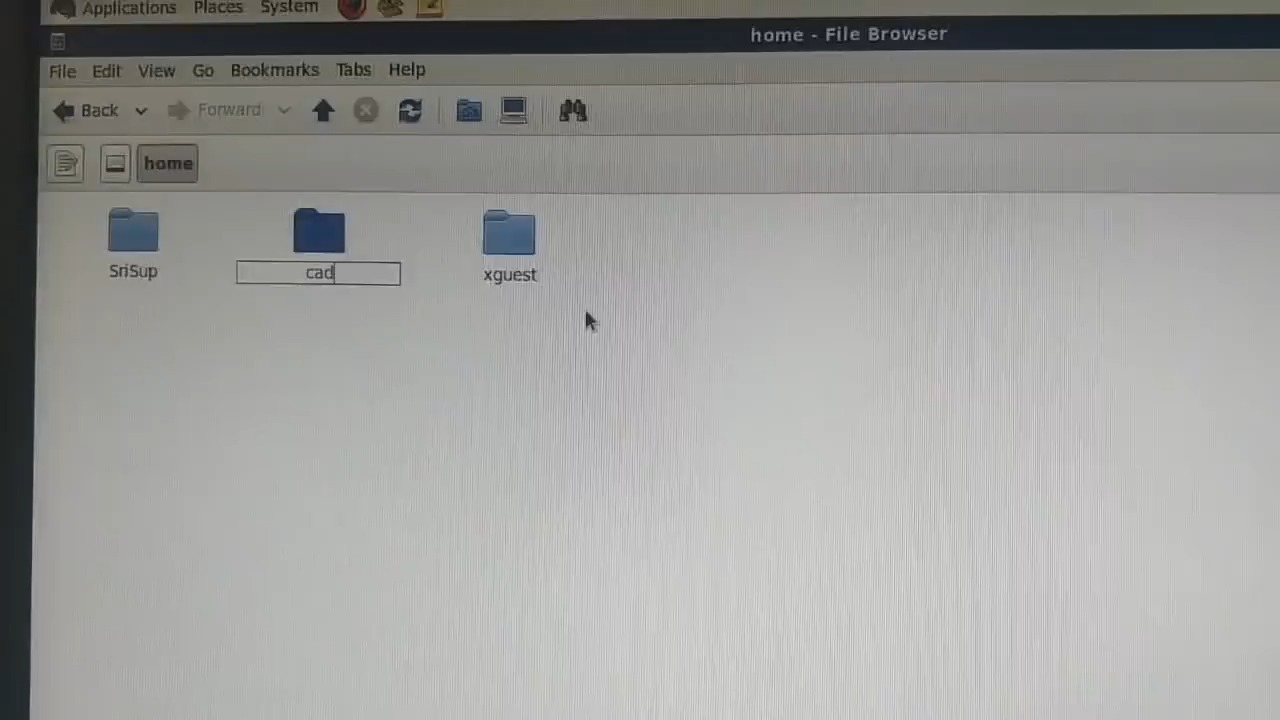 Applications Places System
home - File Browser
File Edit View Go Bookmarks Tabs Help
Back Forward
home
SriSup cad xguest